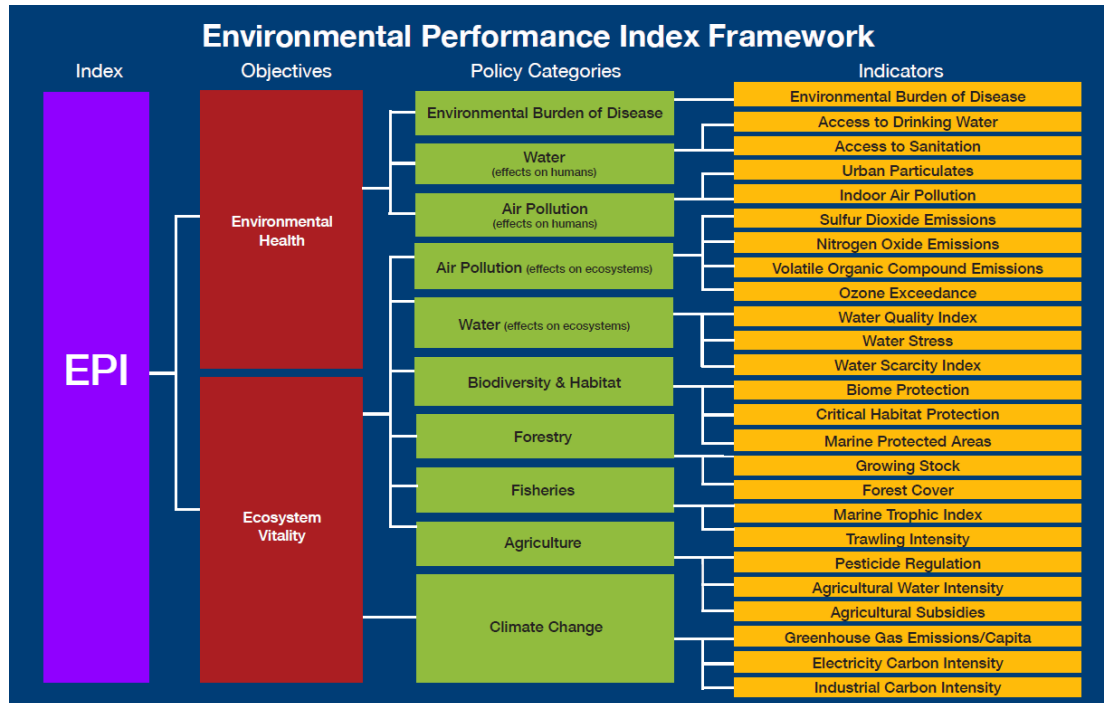 Environmental Performance Index Framework
Index
Objectives
Policy Categories
Indicators
EPI
Environmental
Health
Ecosystem
Vitality
Environmental Burden of Disease
Water
(effects on humans)
Air Pollution
(effects on humans)
Air Pollution (effects on ecosystems)
Water (effects on ecosystems)
Biodiversity & Habitat
Forestry
Fisheries
Agriculture
Climate Change
Environmental Burden of Disease
Access to Drinking Water
Access to Sanitation
Urban Particulates
Indoor Air Pollution
Sulfur Dioxide Emissions
Nitrogen Oxide Emissions
Volatile Organic Compound Emissions
Ozone Exceedance
Water Quality Index
Water Stress
Water Scarcity Index
Biome Protection
Critical Habitat Protection
Marine Protected Areas
Growing Stock
Forest Cover
Marine Trophic Index
Trawling Intensity
Pesticide Regulation
Agricultural Water Intensity
Agricultural Subsidies
Greenhouse Gas Emissions/Capita
Electricity Carbon Intensity
Industrial Carbon Intensity